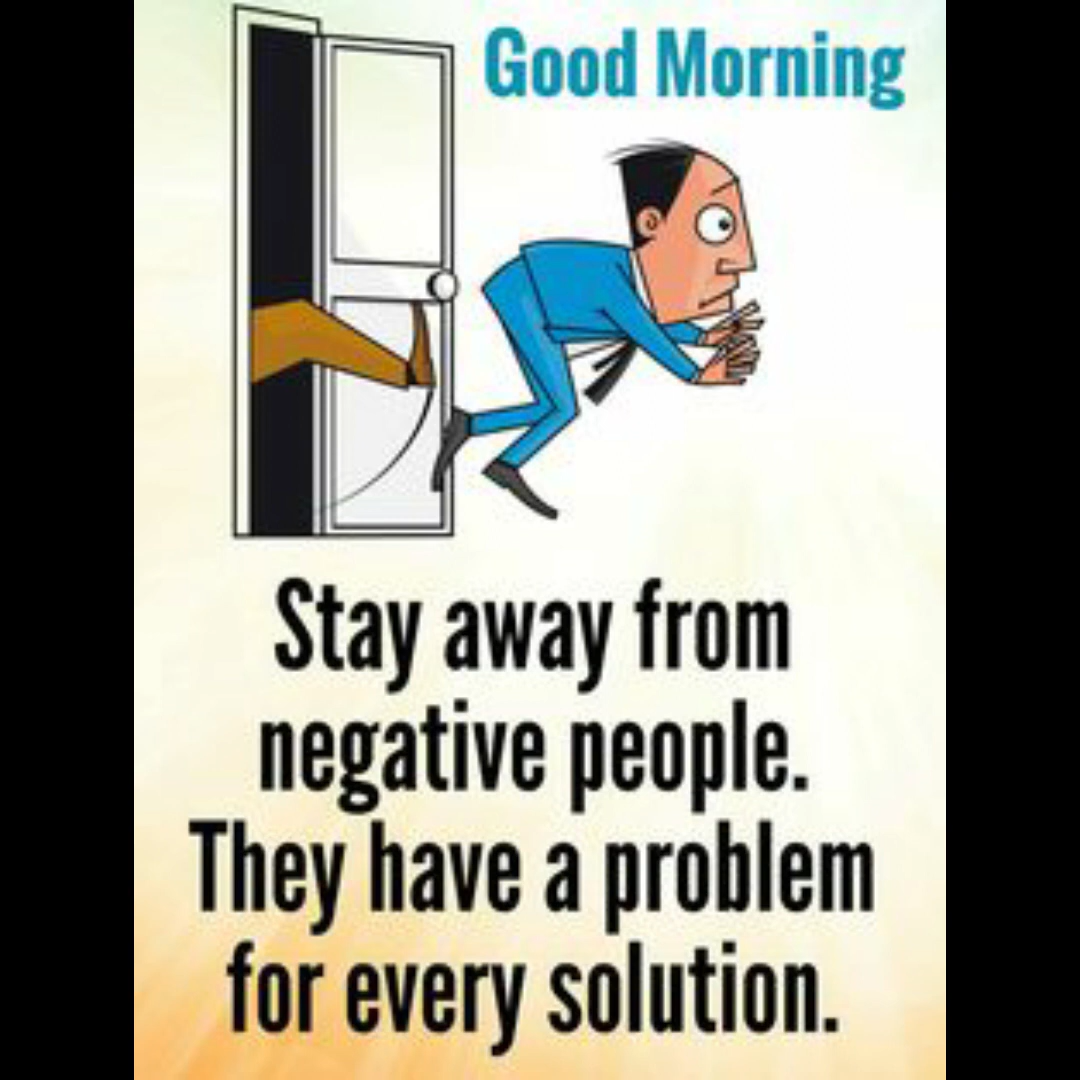 Good Morning
Stay away from
negative people.
They have a problem
for every solution.